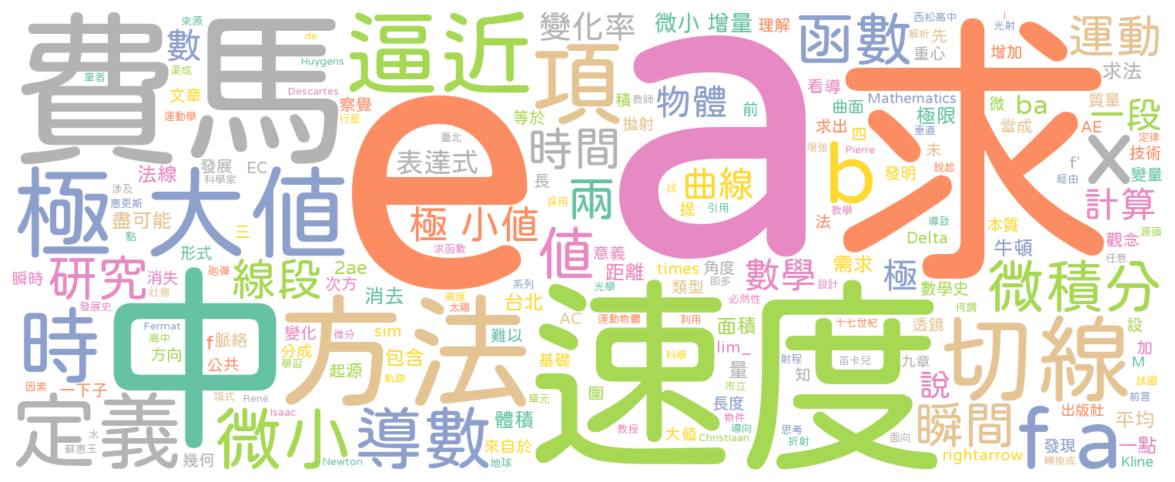 費馬
來源
數
渠成
筆者
文章
運動學
de
Huygens
Descartes
行星
察覺
逼近
變化率
項
時間
臺北
表達式
等於
拋射
微小 增量
理解
積
教師
物體
前
函數
西松高中
解析
先
重心
光射
l
增加
運動
求法
看導
曲面
Mathematics
極限
微
ba
質量
一段
求出
四
當成
AE
定律
技術
增強
垂直
Pierre
未
f'
變量
發明
說起
經由
e
a
求
b
x
法線
發展
科學家
EC
極大值
涉及
惠更斯
點
盡可能
三
形式
極 小值
求函數
長
兩
曲線
找
採用
提
引用
教學
法
導致
Delta
本質
計算
牛頓
觀念
源頭
任意
瞬時
研究
消失
社會
發展史
線段
2ae
次方
砲彈
消去
系列
高度
光學
太陽
台北
值
意義
距離
times
角度
即多
類型
數學
必然性
設計
需求
極
數學史
微積分
何謂
時
中
方法
速度
切線
Fermat
高中
方向
f
脈絡
公共
變化
微分
分成
學習
sim
包含
起源
軌跡
難以
AC
基礎
運動物體
利用
lim_
面積
量
科學
十七世紀
射程
知
笛卡兒
透鏡
九章
說
設
加
M
試圖
前言
因素
一下子
項式
René
定義
水
蘇惠玉
幾何
微小
Isaac
Newton
導數
體積
單元
來自於
地球
圍
市立
長度
物件
教授
大值
導向
Christiaan
思考
折射
面向
瞬間
rightarrow
f
a
出版社
平均
發現
轉換成
一點
Kline